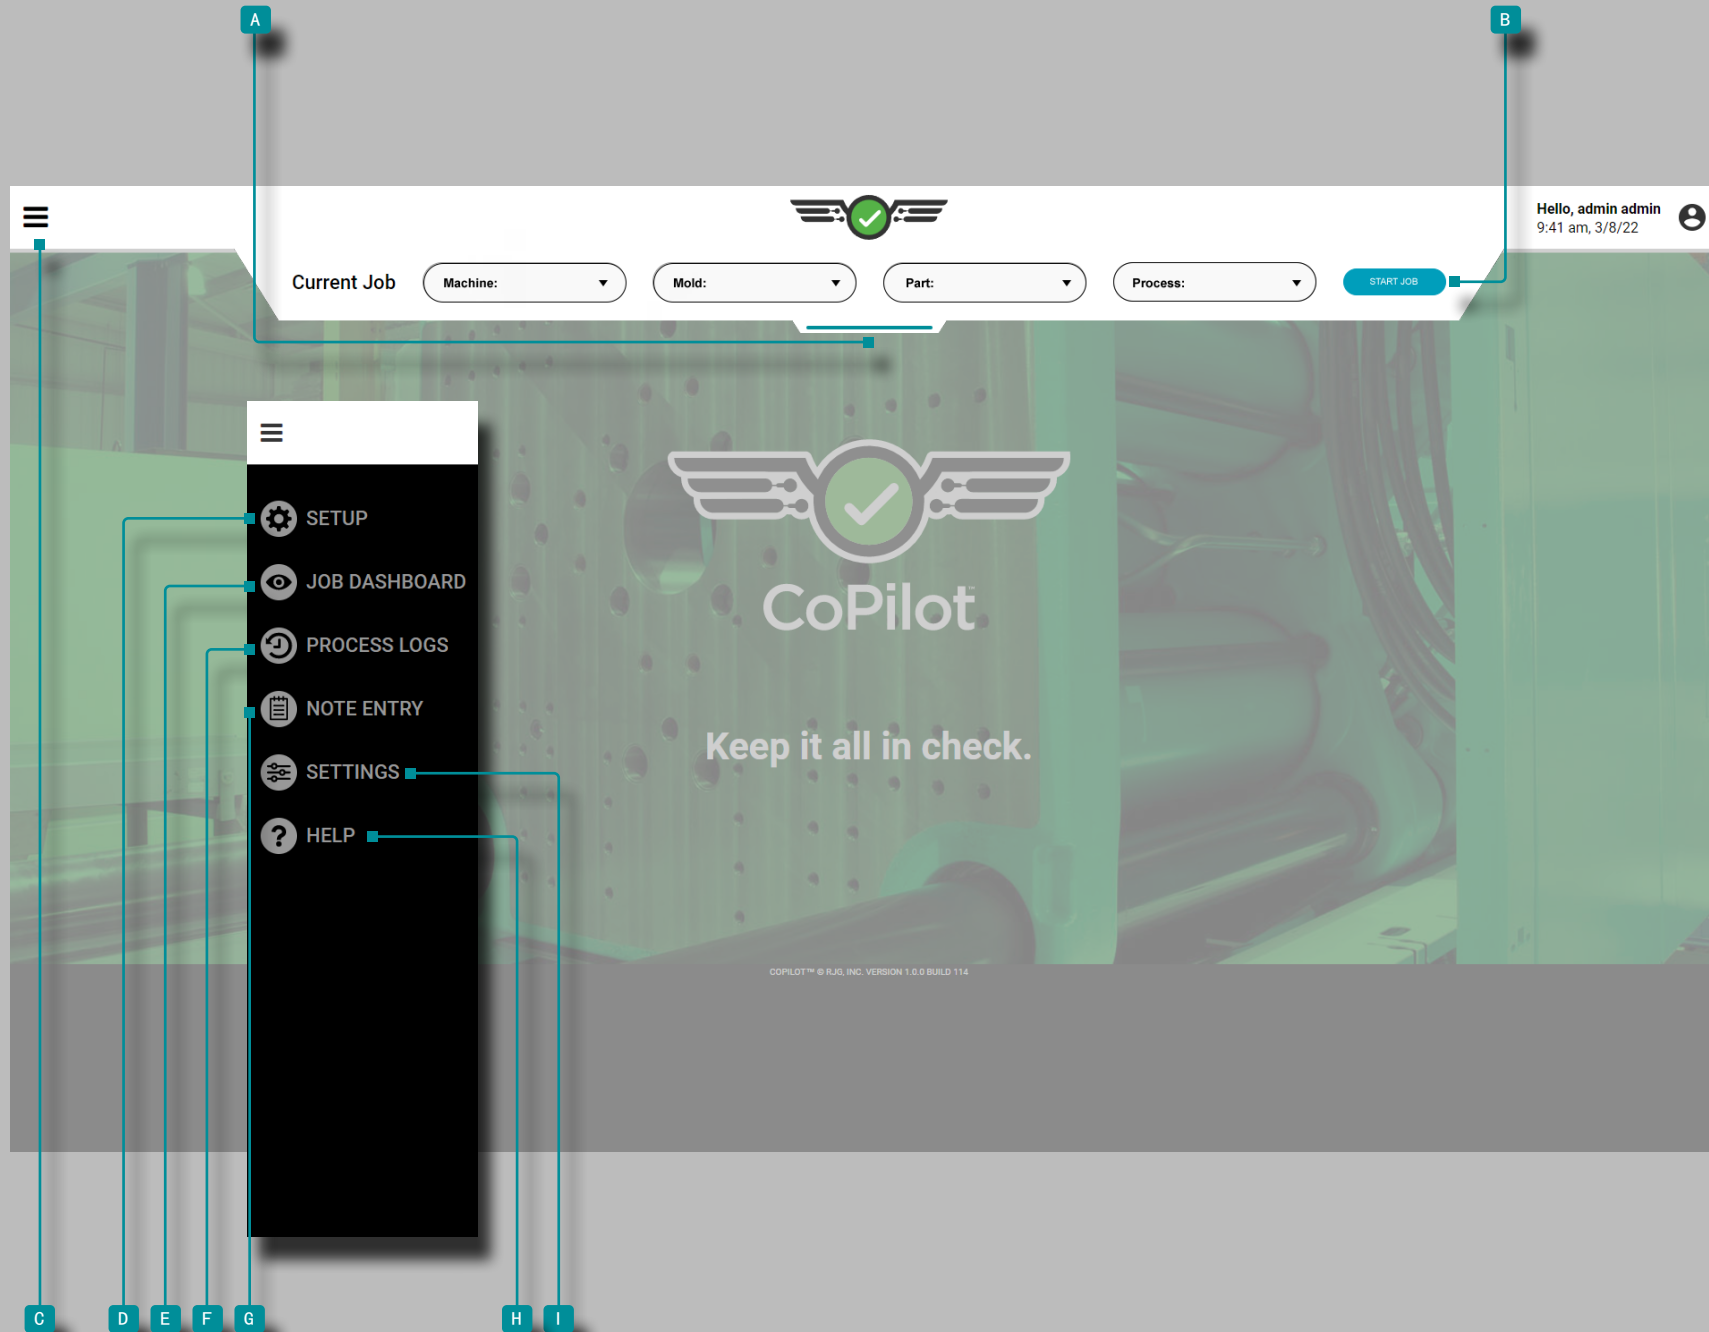 A
B
Hello, admin admin
9:41 am, 3/8/22
Current Job
Machine:
Mold:
Part:
Process:
START JOB
SETUP
JOB DASHBOARD
PROCESS LOGS
NOTE ENTRY
SETTINGS
HELP
CoPilot™
Keep it all in check.
COPILOT™ © RJG, INC. VERSION 1.0.0 BUILD 114
C
D
E
F
G
H
I